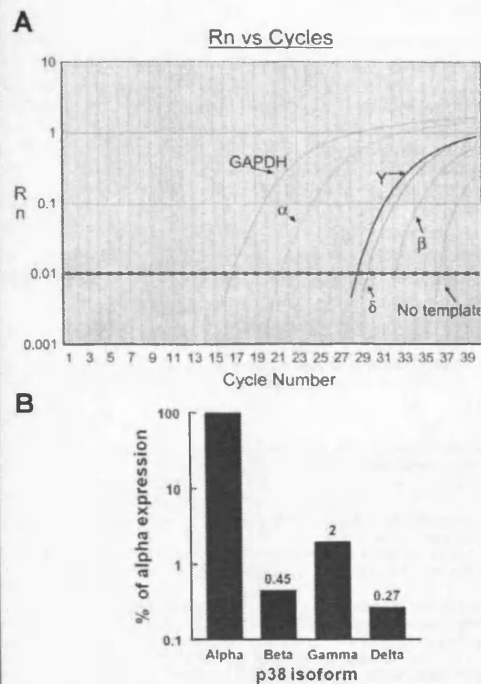 A
Rn vs Cycles
10
1
0.1
0.01
0.001
R
n
GAPDH
α
γ
β
δ
No template
1 3 5 7 9 11 13 15 17 19 21 23 25 27 29 31 33 35 37 39
Cycle Number
B
% of alpha expression
100
10
1
0.1
0.45
2
0.27
Alpha Beta Gamma Delta
p38 isoform